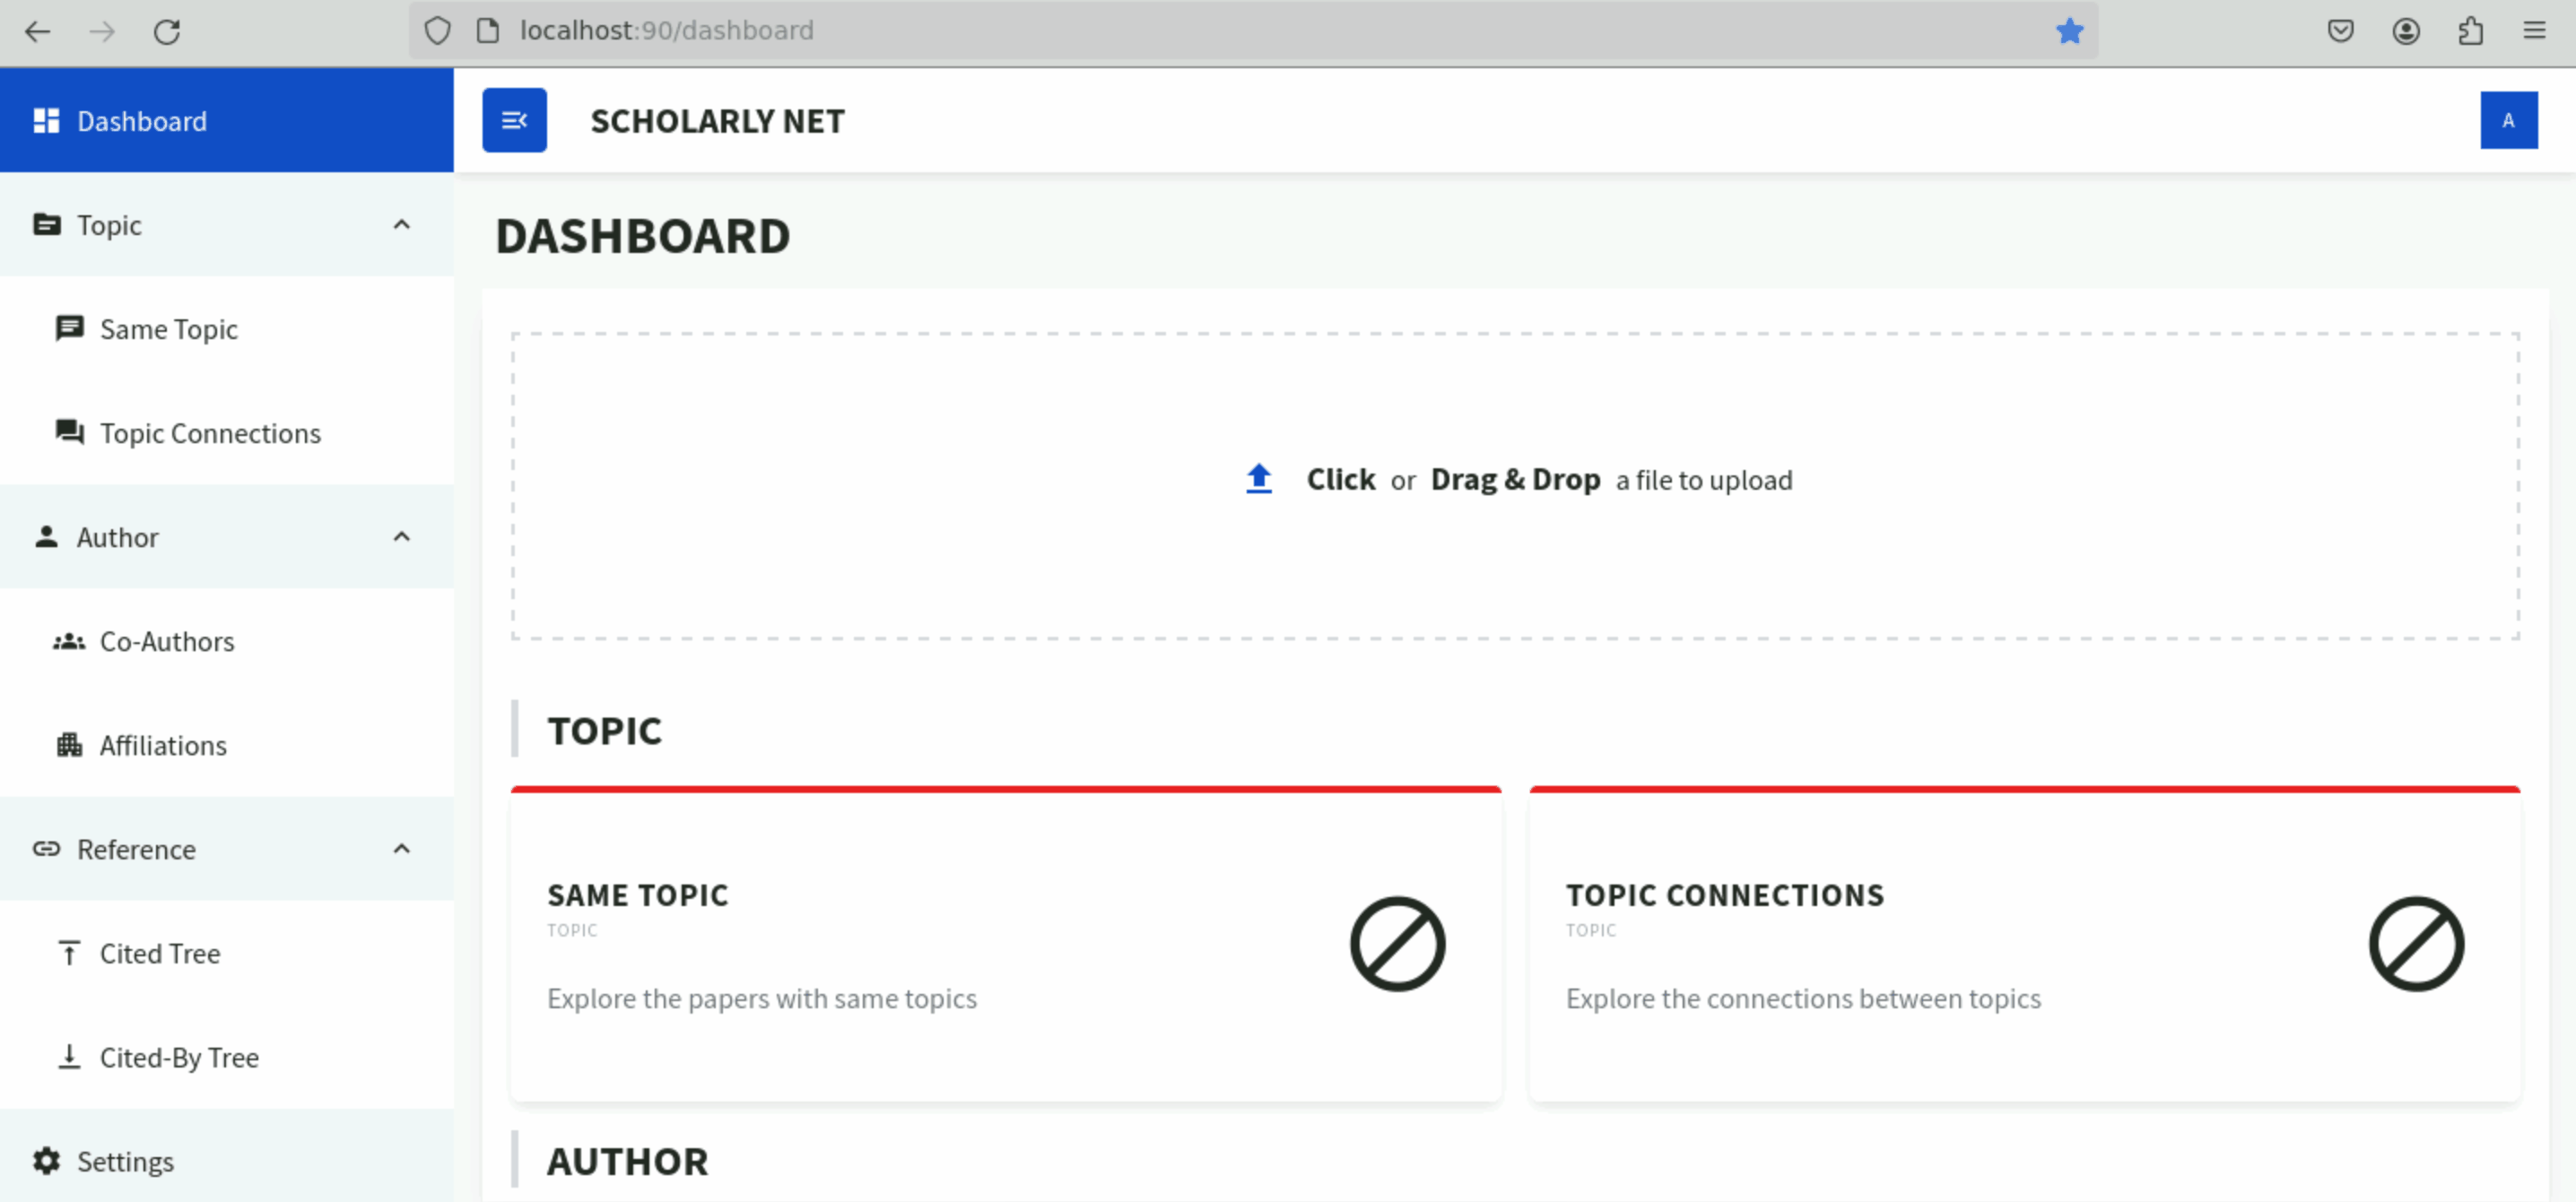 localhost:90/dashboard
Dashboard
SCHOLARLY NET
A
Topic
Same Topic
Topic Connections
Author
Co-Authors
Affiliations
Reference
Cited Tree
Cited-By Tree
Settings
DASHBOARD
Click or Drag & Drop a file to upload
TOPIC
SAME TOPIC
TOPIC
Explore the papers with same topics
TOPIC CONNECTIONS
TOPIC
Explore the connections between topics
AUTHOR